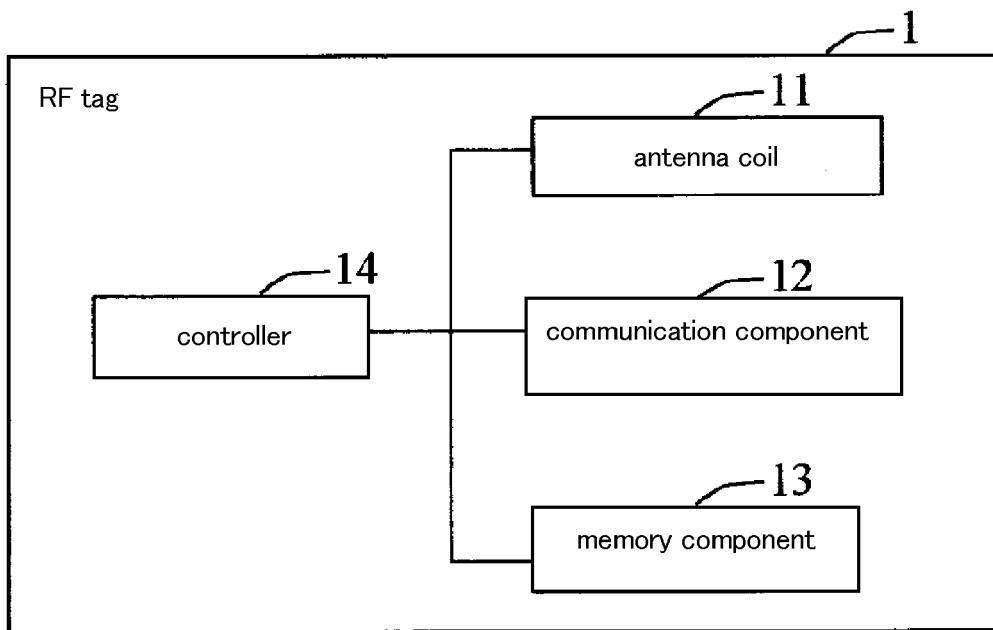 1
RF tag
11
antenna coil
14
controller
12
communication component
13
memory component